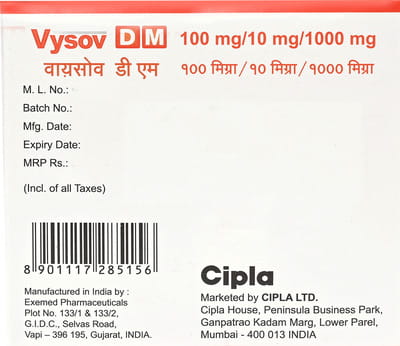 Vysov DM 100 mg/10 mg/1000 mg
वायसोव डी एम १०० मिग्रा/१० मिग्रा/१००० मिग्रा
M. L. No.:
Batch No.:
Mfg. Date:
Expiry Date:
MRP Rs.:
(Incl. of all Taxes)
8 901117 285156
Manufactured in India by :
Exemed Pharmaceuticals
Plot No. 133/1 & 133/2,
G.I.D.C., Selvas Road,
Vapi – 396 195, Gujarat, INDIA.
Cipla
Marketed by CIPLA LTD.
Cipla House, Peninsula Business Park,
Ganpatrao Kadam Marg, Lower Parel,
Mumbai - 400 013 INDIA